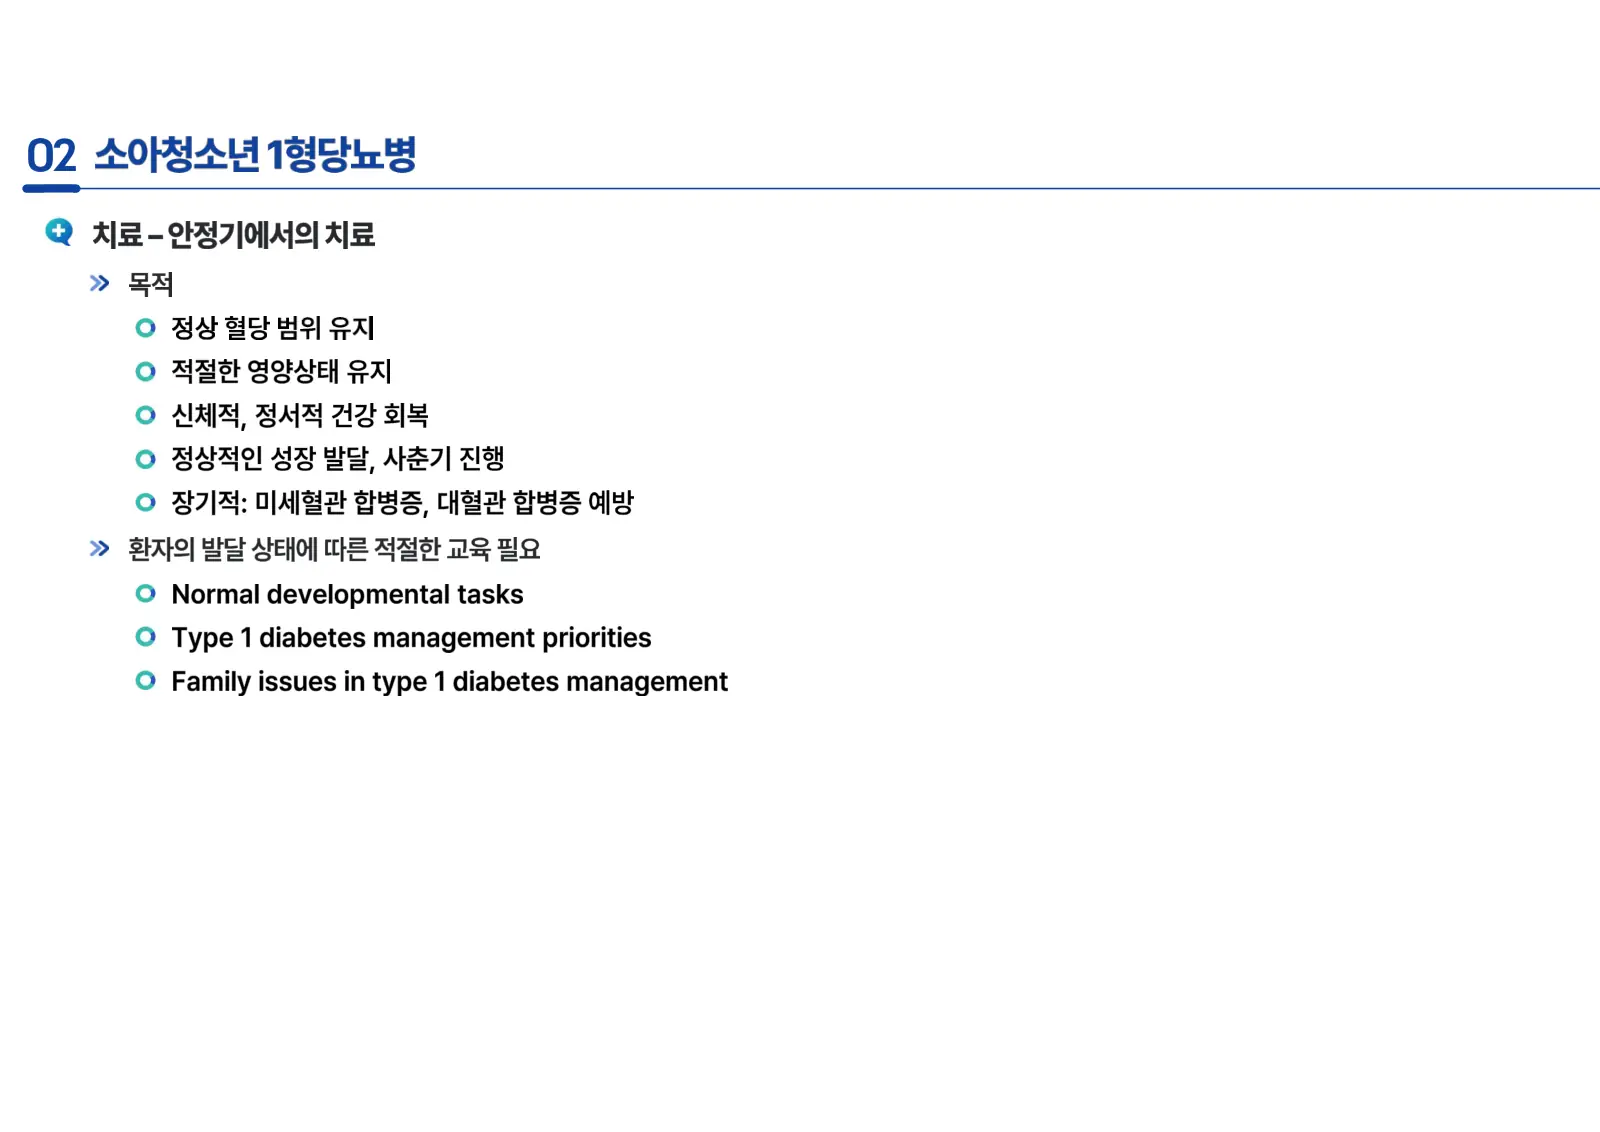 02 소아청소년 1형당뇨병
치료 – 안정기에서의 치료
목적
정상 혈당 범위 유지
적절한 영양상태 유지
신체적, 정서적 건강 회복
정상적인 성장 발달, 사춘기 진행
장기적: 미세혈관 합병증, 대혈관 합병증 예방
환자의 발달 상태에 따른 적절한 교육 필요
Normal developmental tasks
Type 1 diabetes management priorities
Family issues in type 1 diabetes management